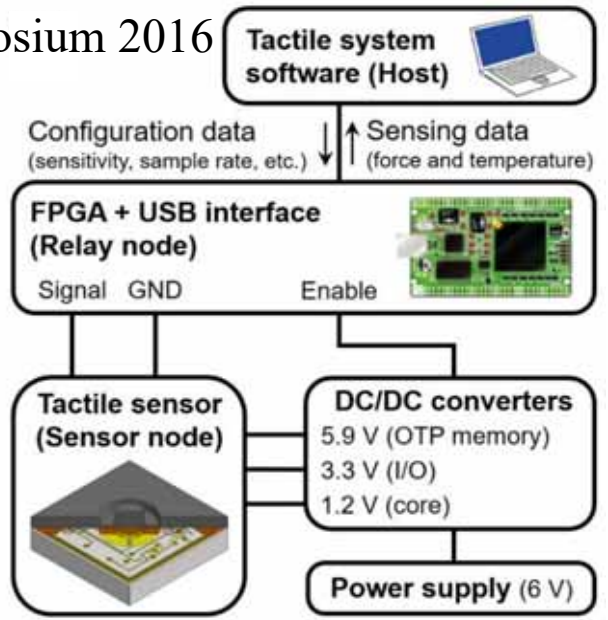 osium 2016
Tactile system
software (Host)
Configuration data
(sensitivity, sample rate, etc.)
Sensing data
(force and temperature)
FPGA + USB interface
(Relay node)
Signal GND Enable
Tactile sensor
(Sensor node)
DC/DC converters
5.9 V (OTP memory)
3.3 V (I/O)
1.2 V (core)
Power supply (6 V)